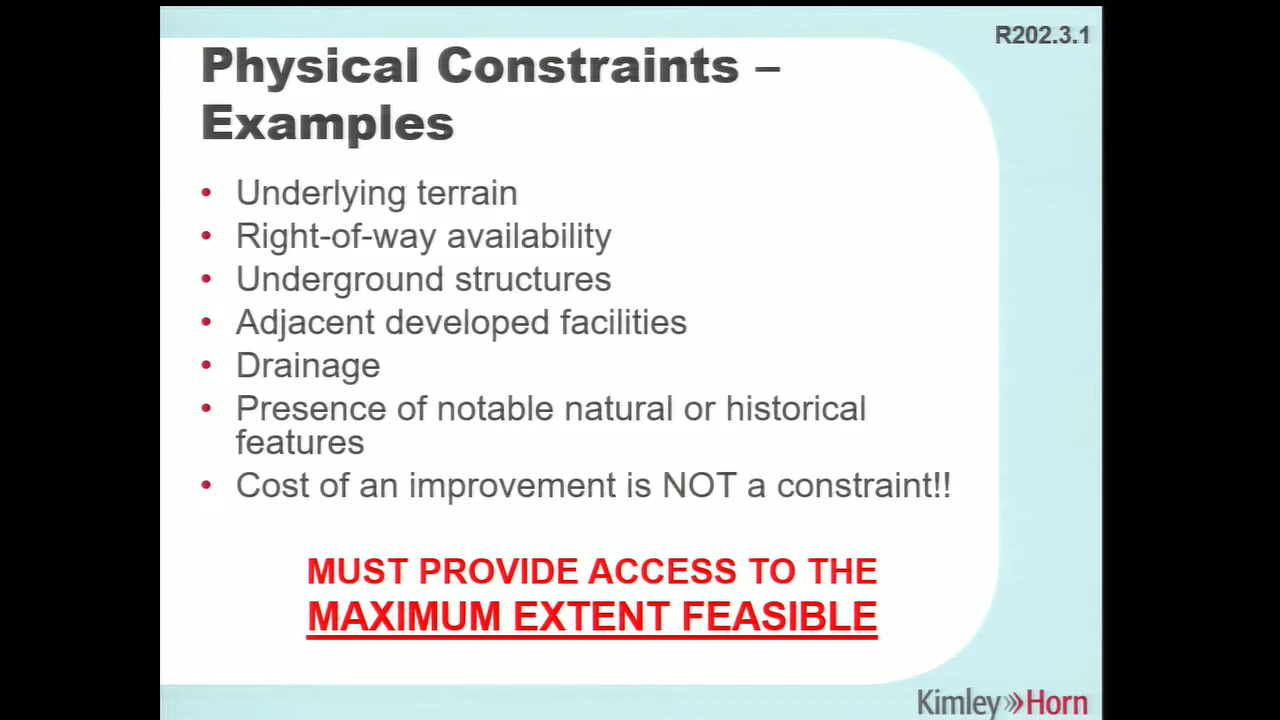 R202.3.1
Physical Constraints –
Examples
• Underlying terrain
• Right-of-way availability
• Underground structures
• Adjacent developed facilities
• Drainage
• Presence of notable natural or historical
features
• Cost of an improvement is NOT a constraint!!
MUST PROVIDE ACCESS TO THE
MAXIMUM EXTENT FEASIBLE
Kimley»Horn